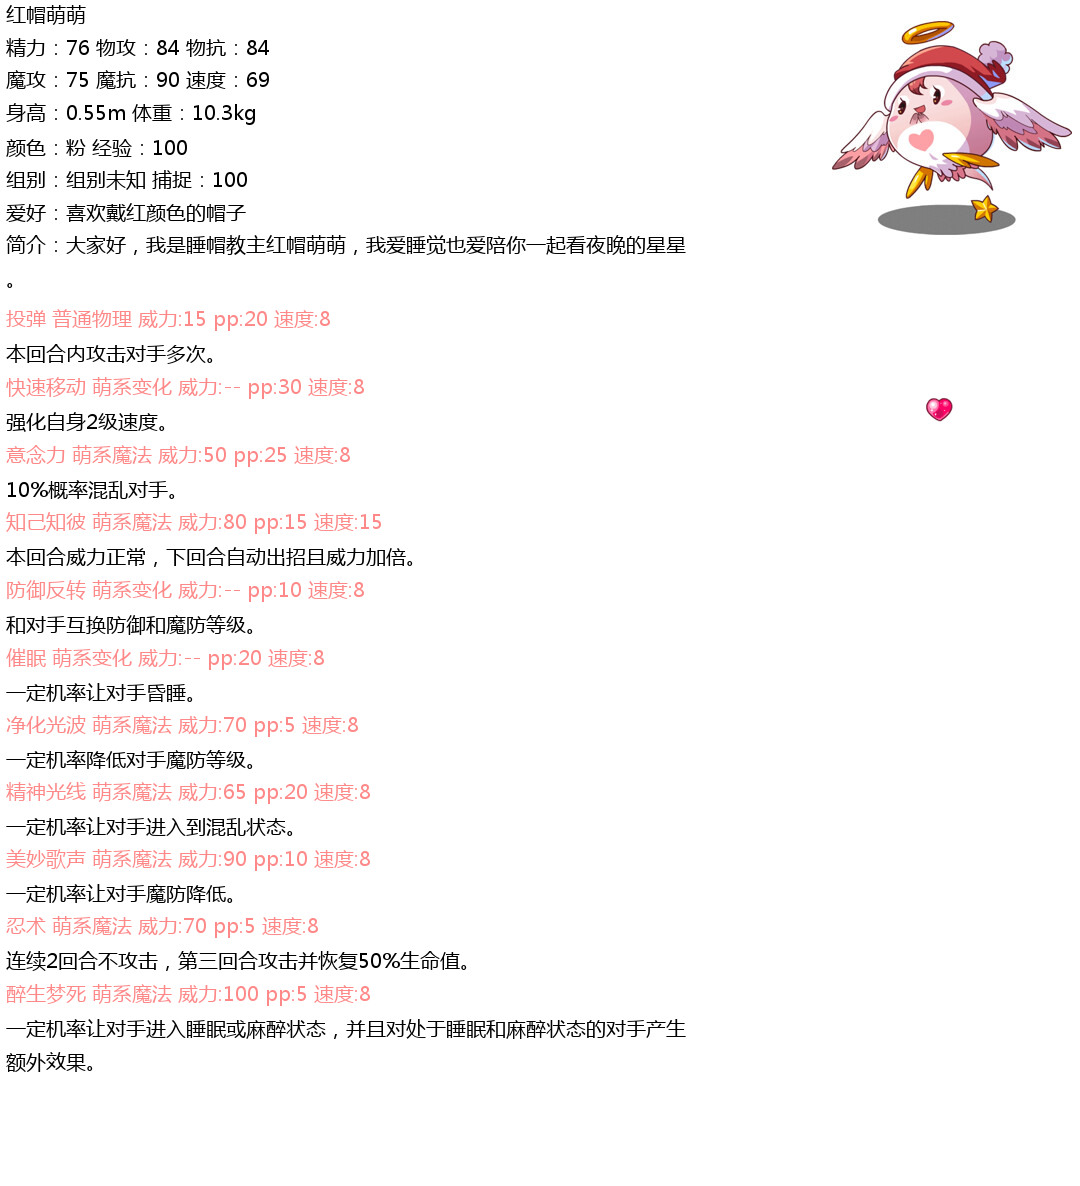 红帽萌萌
精力：76 物攻：84 物抗：84
魔攻：75 魔抗：90 速度：69
身高：0.55m 体重：10.3kg
颜色：粉 经验：100
组别：组别未知 捕捉：100
爱好：喜欢戴红颜色的帽子
简介：大家好，我是睡帽教主红帽萌萌，我爱睡觉也爱陪你一起看夜晚的星星
。
投弹 普通物理 威力:15 pp:20 速度:8
本回合内攻击对手多次。
快速移动 萌系变化 威力:-- pp:30 速度:8
强化自身2级速度。
意念力 萌系魔法 威力:50 pp:25 速度:8
10%概率混乱对手。
知己知彼 萌系魔法 威力:80 pp:15 速度:15
本回合威力正常，下回合自动出招且威力加倍。
防御反转 萌系变化 威力:-- pp:10 速度:8
和对手互换防御和魔防等级。
催眠 萌系变化 威力:-- pp:20 速度:8
一定机率让对手昏睡。
净化光波 萌系魔法 威力:70 pp:5 速度:8
一定机率降低对手魔防等级。
精神光线 萌系魔法 威力:65 pp:20 速度:8
一定机率让对手进入到混乱状态。
美妙歌声 萌系魔法 威力:90 pp:10 速度:8
一定机率让对手魔防降低。
忍术 萌系魔法 威力:70 pp:5 速度:8
连续2回合不攻击，第三回合攻击并恢复50%生命值。
醉生梦死 萌系魔法 威力:100 pp:5 速度:8
一定机率让对手进入睡眠或麻醉状态，并且对处于睡眠和麻醉状态的对手产生
额外效果。